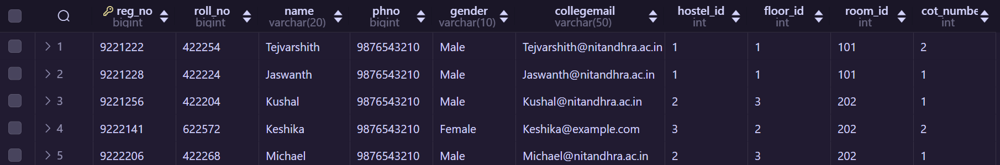 reg_no roll_no name phno gender collegemail hostel_id floor_id room_id cot_numbe
bigint bigint varchar(20) bigint varchar(10) varchar(50) int int int int
1 9221222 422254 Tejvarshith 9876543210 Male Tejvarshith@nitandhra.ac.in 1 1 101 2
2 9221228 422224 Jaswanth 9876543210 Male Jaswanth@nitandhra.ac.in 1 1 101 1
3 9221256 422204 Kushal 9876543210 Male Kushal@nitandhra.ac.in 2 3 202 1
4 9222141 622572 Keshika 9876543210 Female Keshika@example.com 3 2 202 2
5 9222206 422268 Michael 9876543210 Male Michael@nitandhra.ac.in 2 3 202 1